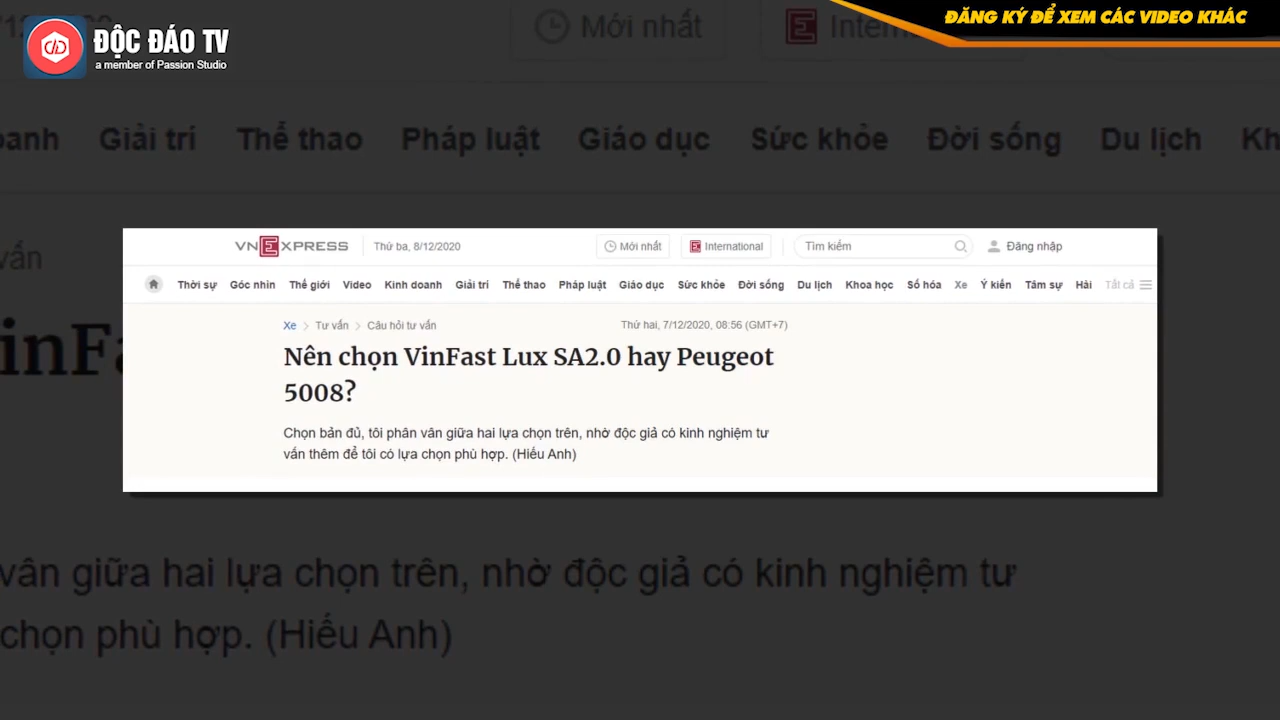 Mới nhất
ĐĂNG KÝ ĐỂ XEM CÁC VIDEO KHÁC
ĐỘC ĐÁO TV
a member of Passion Studio
Giải trí Thể thao Pháp luật Giáo dục Sức khỏe Đời sống Du lịch
VNEXPRESS Thứ ba, 8/12/2020 Mới nhất E International Tìm kiếm Đăng nhập
Thời sự Góc nhìn Thế giới Video Kinh doanh Giải trí Thể thao Pháp luật Giáo dục Sức khỏe Đời sống Du lịch Khoa học Số hóa Xe Ý kiến Tâm sự Hài Tất cả
Xe > Tư vấn > Câu hỏi tư vấn Thứ hai, 7/12/2020, 08:56 (GMT+7)
Nên chọn VinFast Lux SA2.0 hay Peugeot
5008?
Chọn bản đủ, tôi phân vân giữa hai lựa chọn trên, nhờ độc giả có kinh nghiệm tư
vấn thêm để tôi có lựa chọn phù hợp. (Hiếu Anh)
vân giữa hai lựa chọn trên, nhờ độc giả có kinh nghiệm tư
chọn phù hợp. (Hiếu Anh)